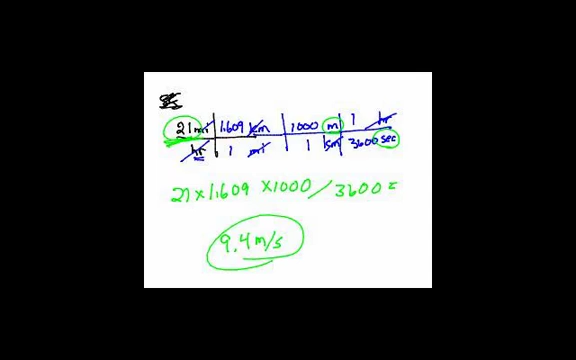 21 mi 1.609 km 1000 m 1 hr
hr 1 mi 1 km 3600 sec
21 x 1.609 x 1000 / 3600 =
9.4 m/s